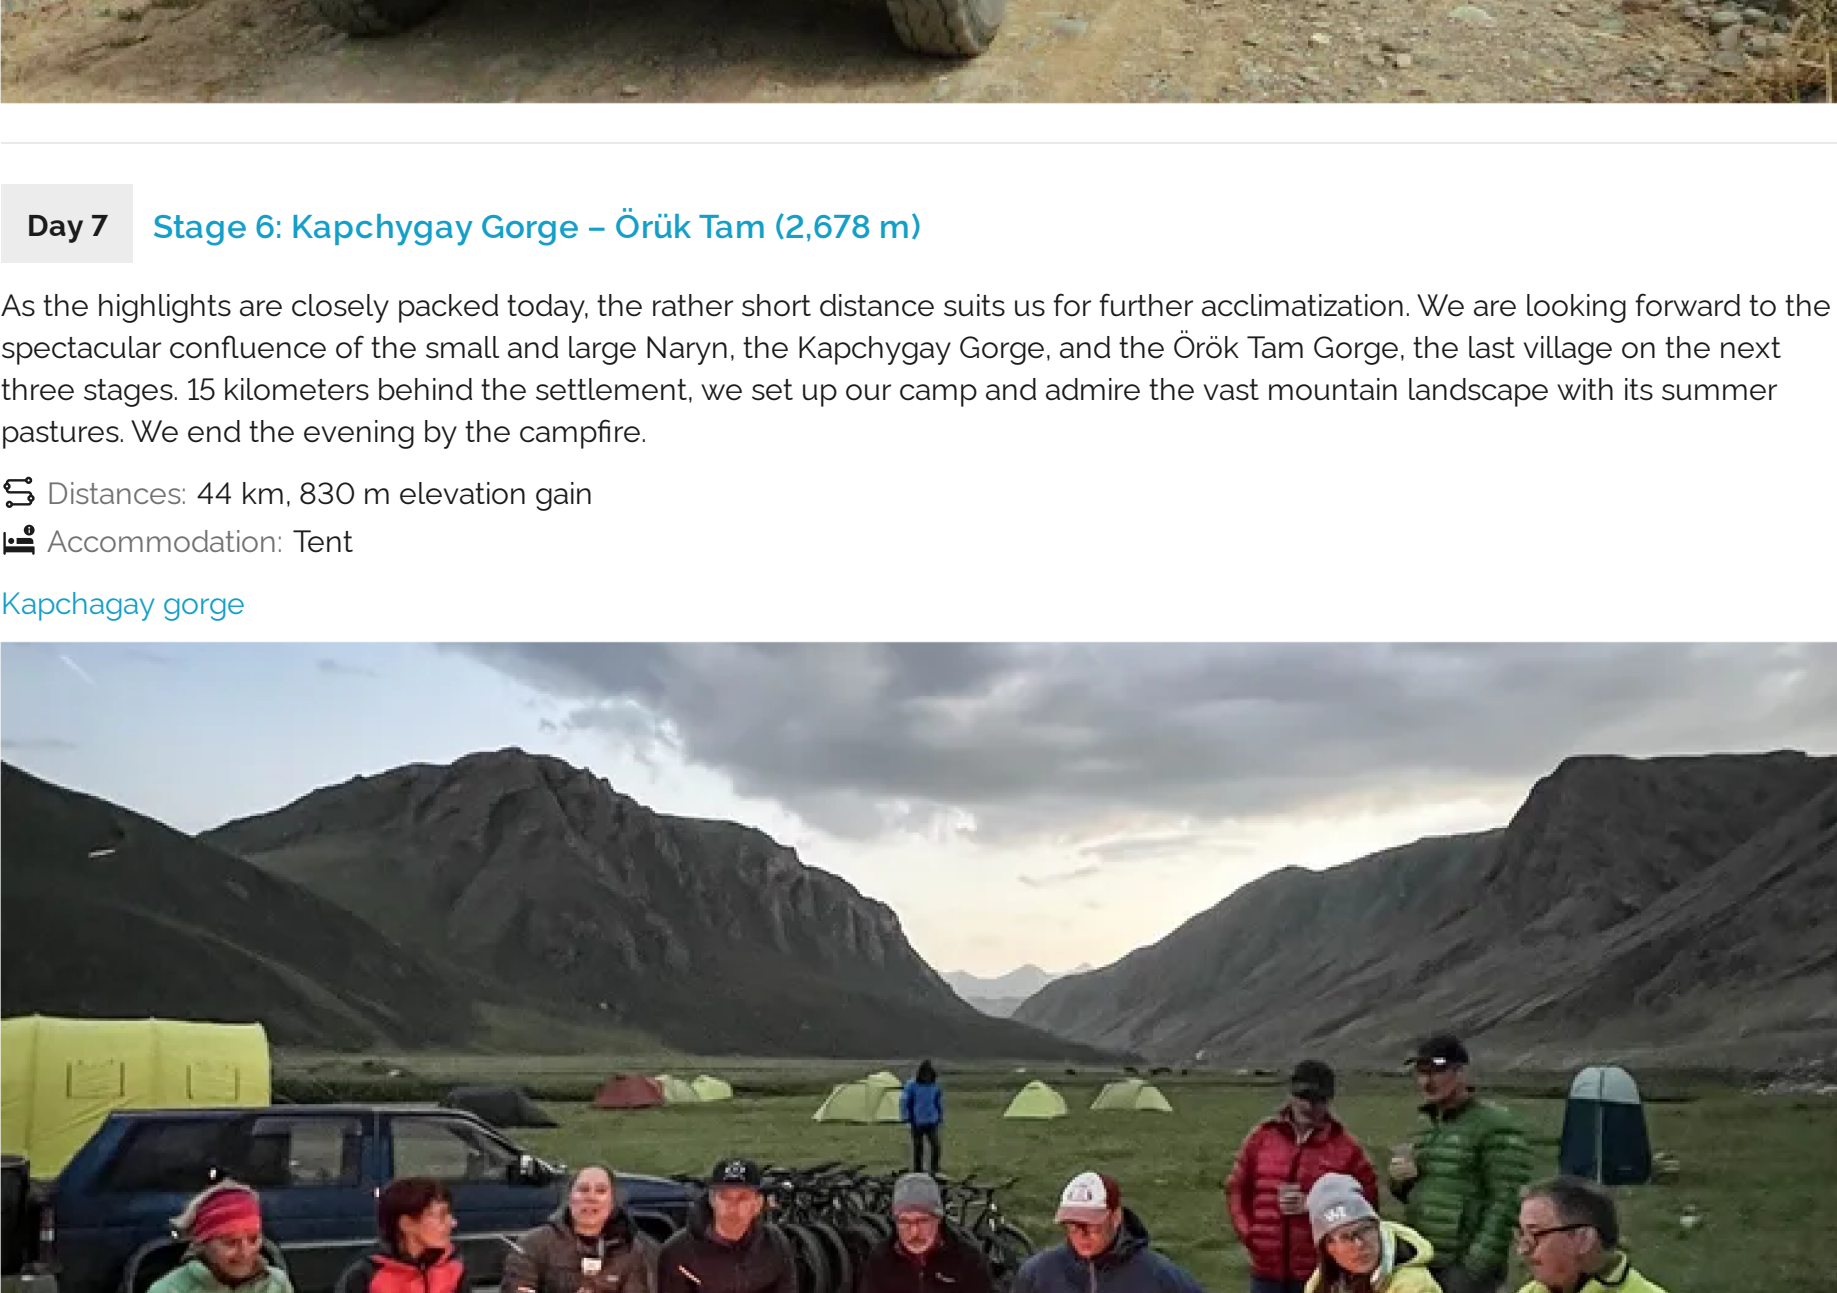 Day 7
Stage 6: Kapchygay Gorge – Örük Tam (2,678 m)
As the highlights are closely packed today, the rather short distance suits us for further acclimatization. We are looking forward to the
spectacular confluence of the small and large Naryn, the Kapchygay Gorge, and the Örök Tam Gorge, the last village on the next
three stages. 15 kilometers behind the settlement, we set up our camp and admire the vast mountain landscape with its summer
pastures. We end the evening by the campfire.
Distances: 44 km, 830 m elevation gain
Accommodation: Tent
Kapchagay gorge